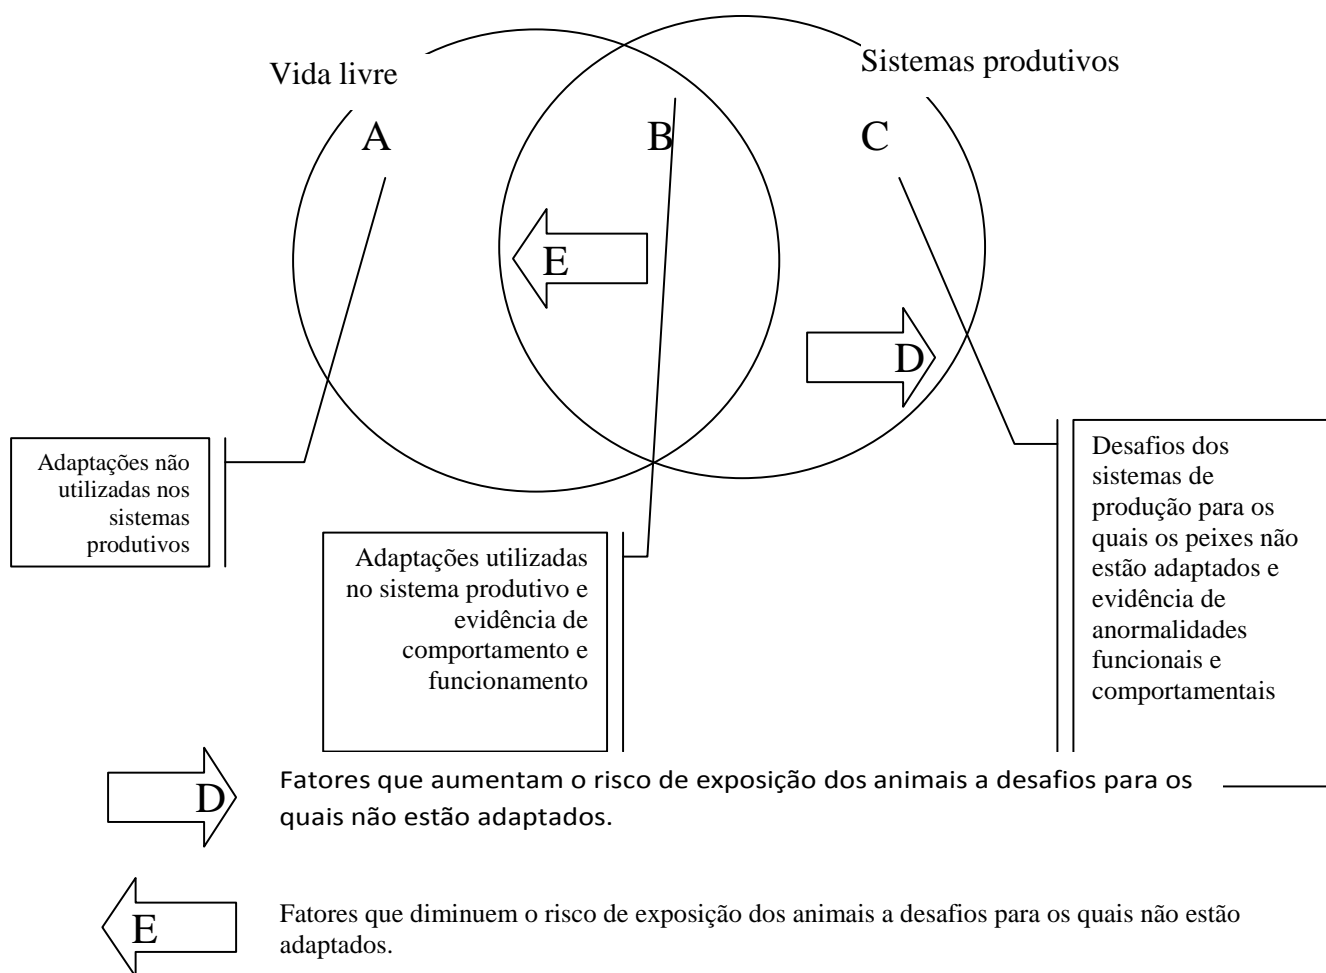 Vida livre
Sistemas produtivos
A
B
C
E
D
Adaptações não
utilizadas nos
sistemas
produtivos
Adaptações utilizadas
no sistema produtivo e
evidência de
comportamento e
funcionamento
Desafios dos
sistemas de
produção para os
quais os peixes não
estão adaptados e
evidência de
anormalidades
funcionais e
comportamentais
D
Fatores que aumentam o risco de exposição dos animais a desafios para os
quais não estão adaptados.
E
Fatores que diminuem o risco de exposição dos animais a desafios para os quais não estão
adaptados.